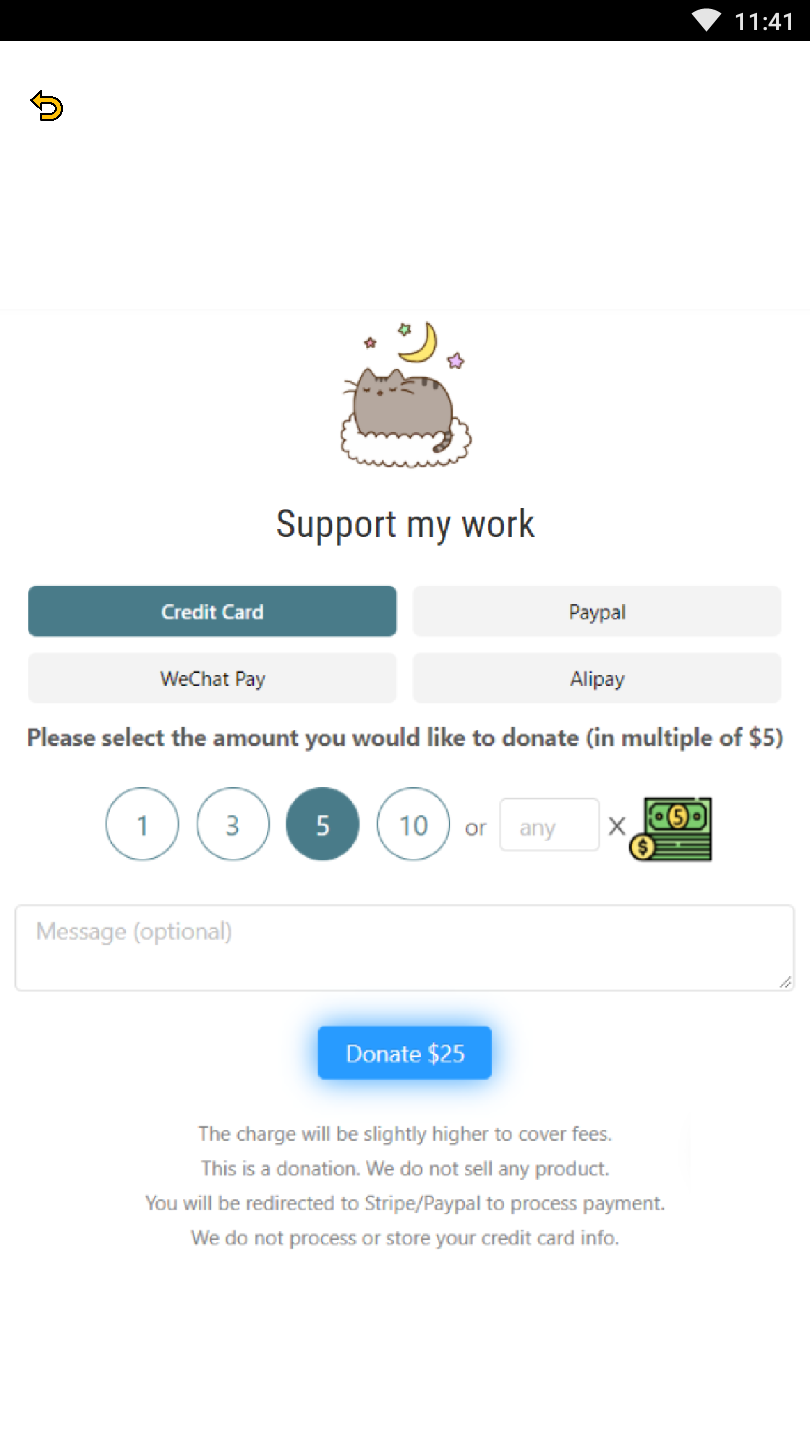 11:41
Support my work
Credit Card Paypal
WeChat Pay Alipay
Please select the amount you would like to donate (in multiple of $5)
1 3 5 10 or any X 5 $
Message (optional)
Donate $25
The charge will be slightly higher to cover fees.
This is a donation. We do not sell any product.
You will be redirected to Stripe/Paypal to process payment.
We do not process or store your credit card info.